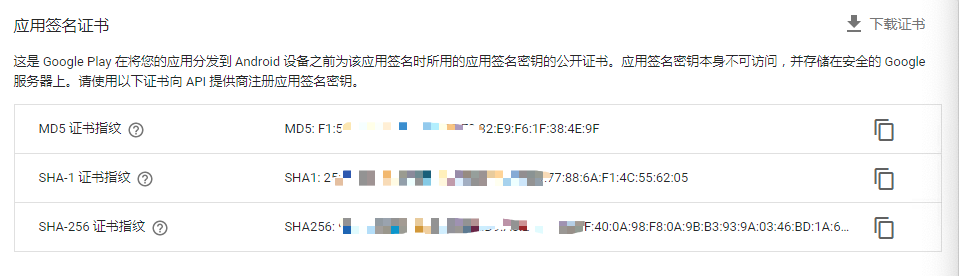 应用签名证书
下载证书
这是 Google Play 在将您的应用分发到 Android 设备之前为该应用签名时所用的应用签名密钥的公开证书。应用签名密钥本身不可访问，并存储在安全的 Google
服务器上。请使用以下证书向 API 提供商注册应用签名密钥。
MD5 证书指纹 MD5: F1:5 82:E9:F6:1F:38:4E:9F
SHA-1 证书指纹 SHA1: 25 77:88:6A:F1:4C:55:62:05
SHA-256 证书指纹 SHA256: F:40:0A:98:F8:0A:9B:B3:93:9A:03:46:BD:1A:6...